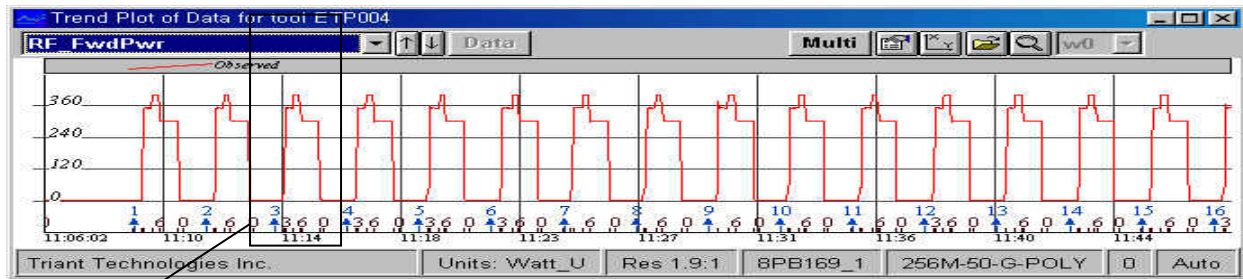 Trend Plot of Data for tool ETP004
RF_FwdPwr Data Multi w0
Observed
360
240
120
0
1 2 3 4 5 6 7 8 9 10 11 12 13 14 15 16
11:06:02 11:10 11:14 11:18 11:23 11:27 11:31 11:36 11:40 11:44
Triant Technologies Inc. Units: Watt_U Res 1.9:1 8PB169_1 256M-50-G-POLY 0 Auto